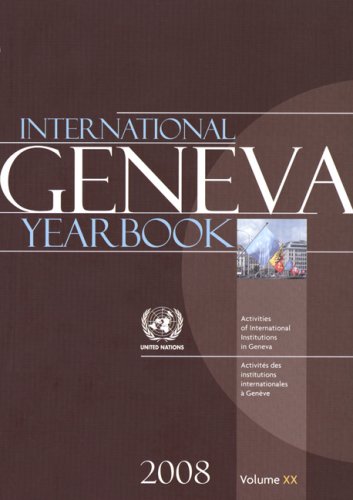 INTERNATIONAL
GENEVA
YEARBOOK
UNITED NATIONS
Activities
of International
Institutions
in Geneva
Activités des
institutions
internationales
à Genève
2008
Volume XX